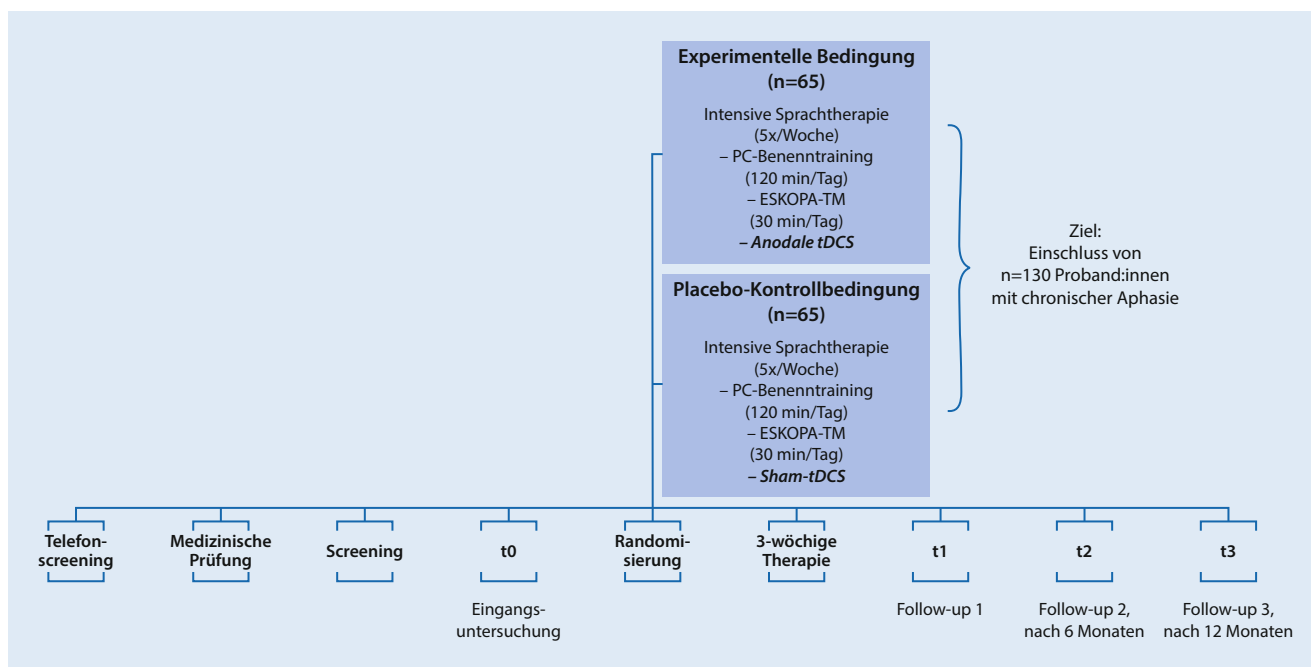 Experimentelle Bedingung
(n=65)
Intensive Sprachtherapie
(5x/Woche)
– PC-Benenntraining
(120 min/Tag)
– ESKOPA-TM
(30 min/Tag)
– Anodale tDCS
Placebo-Kontrollbedingung
(n=65)
Intensive Sprachtherapie
(5x/Woche)
– PC-Benenntraining
(120 min/Tag)
– ESKOPA-TM
(30 min/Tag)
– Sham-tDCS
Ziel:
Einschluss von
n=130 Proband:innen
mit chronischer Aphasie
Telefon-
screening
Medizinische
Prüfung
Screening
t0
Eingangs-
untersuchung
Randomi-
sierung
3-wöchige
Therapie
t1
Follow-up 1
t2
Follow-up 2,
nach 6 Monaten
t3
Follow-up 3,
nach 12 Monaten